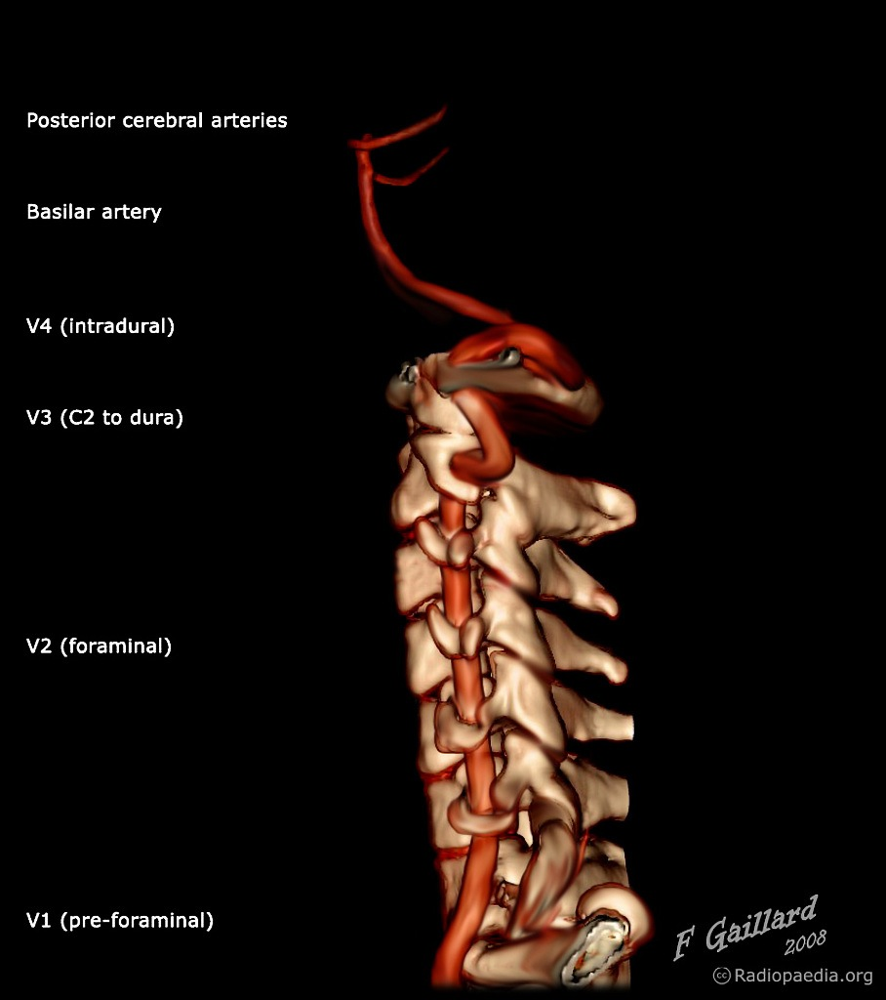 Posterior cerebral arteries
Basilar artery
V4 (intradural)
V3 (C2 to dura)
V2 (foraminal)
V1 (pre-foraminal)
F Gaillard
2008
cc Radiopaedia.org